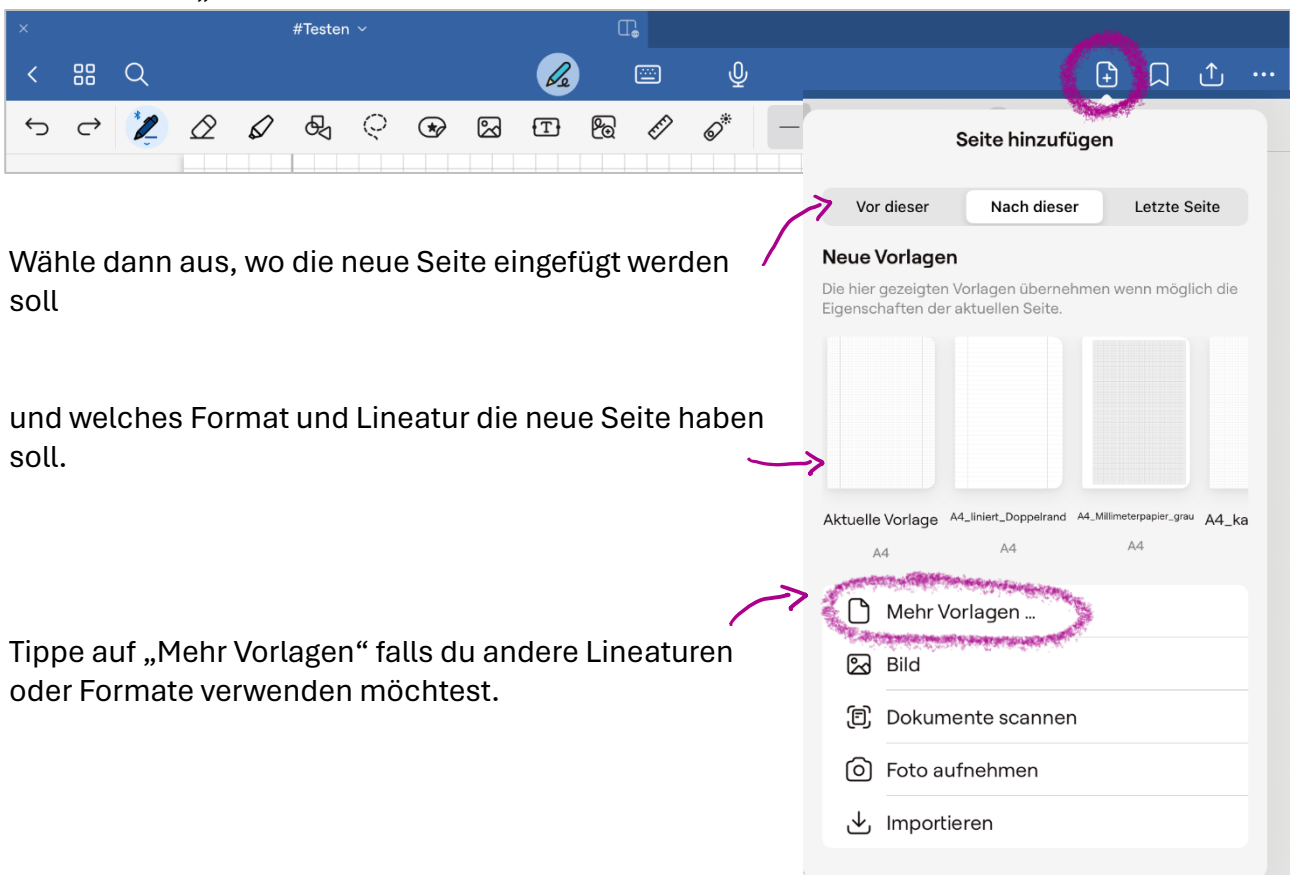 „
#Testen
Seite hinzufügen
Vor dieser Nach dieser Letzte Seite
Wähle dann aus, wo die neue Seite eingefügt werden
soll
Neue Vorlagen
Die hier gezeigten Vorlagen übernehmen wenn möglich die
Eigenschaften der aktuellen Seite.
und welches Format und Lineatur die neue Seite haben
soll.
Aktuelle Vorlage A4_liniert_Doppelrand A4_Millimeterpapier_grau A4_ka
A4 A4 A4
Mehr Vorlagen ...
Tippe auf „Mehr Vorlagen“ falls du andere Lineaturen
oder Formate verwenden möchtest.
Bild
Dokumente scannen
Foto aufnehmen
Importieren